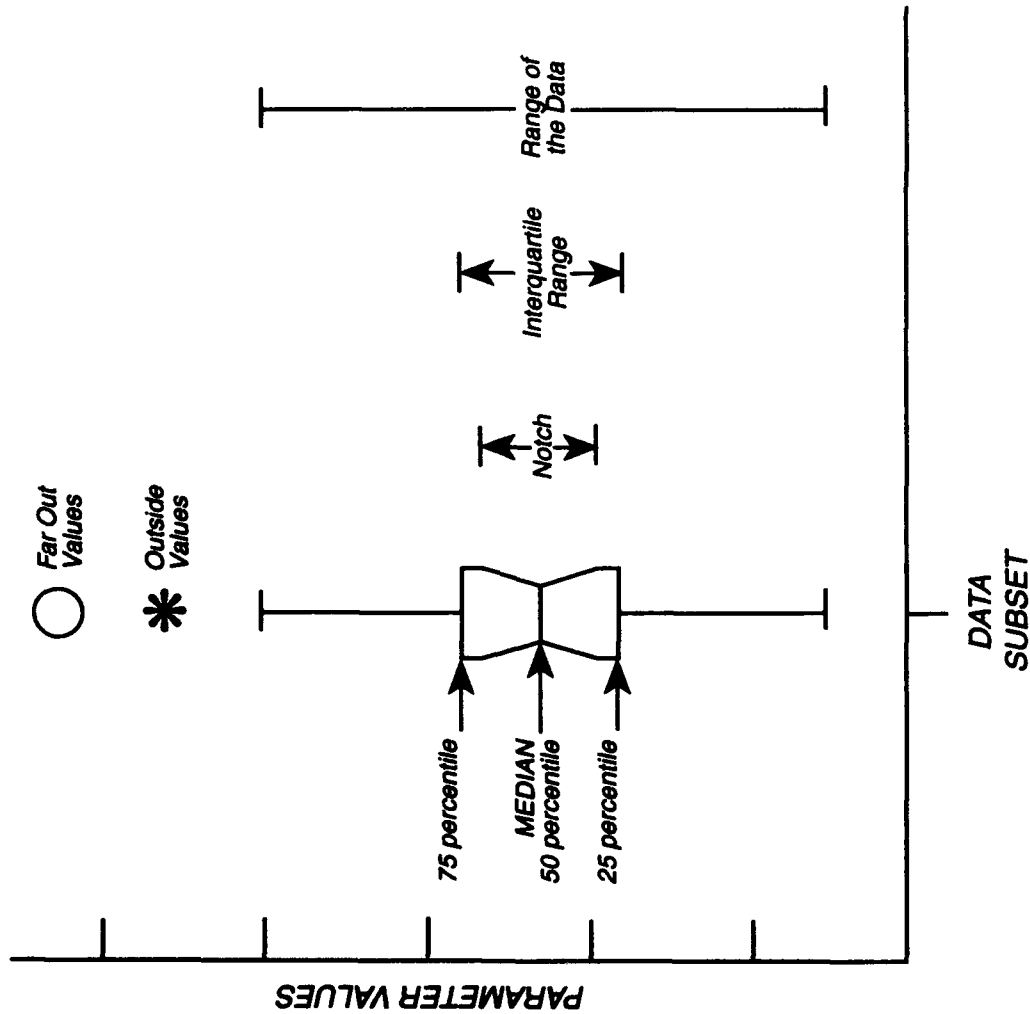 PARAMETER VALUES
Far Out
Values
Outside
Values
75 percentile
MEDIAN
50 percentile
25 percentile
Notch
Interquartile
Range
Range of
the Data
DATA
SUBSET